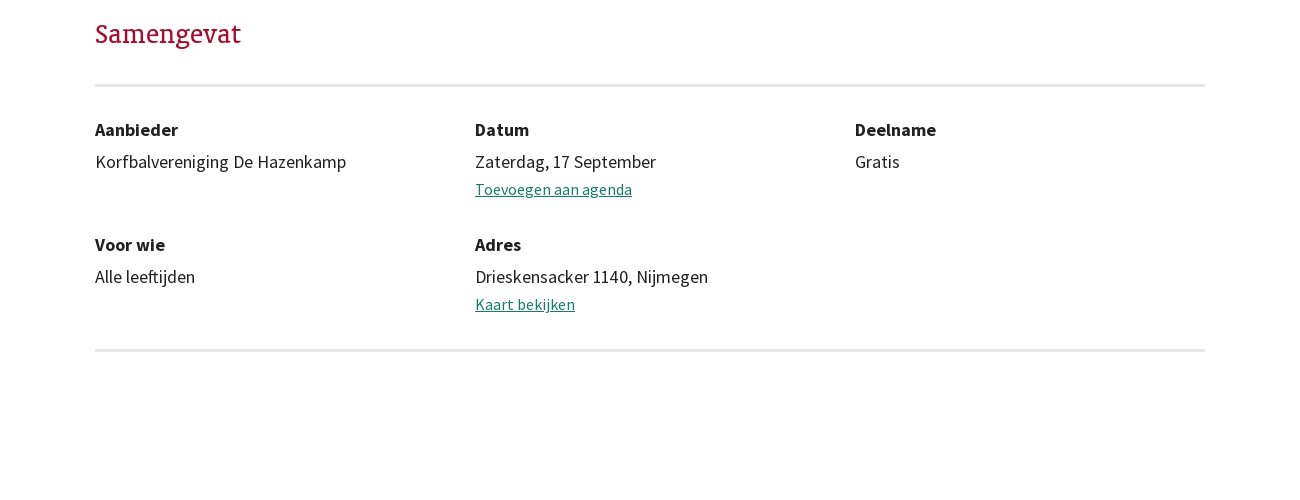 Samengevat
Aanbieder
Korfbalvereniging De Hazenkamp
Datum
Zaterdag, 17 September
Toevoegen aan agenda
Deelname
Gratis
Voor wie
Alle leeftijden
Adres
Drieskensacker 1140, Nijmegen
Kaart bekijken